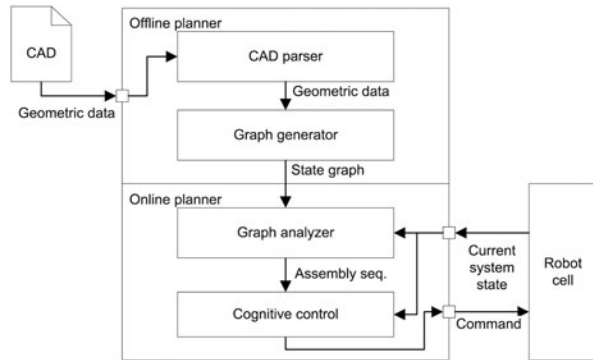 Offline planner
CAD
CAD parser
Geometric data
Geometric data
Graph generator
State graph
Online planner
Graph analyzer
Current
system
state
Robot
cell
Assembly seq.
Cognitive control
Command